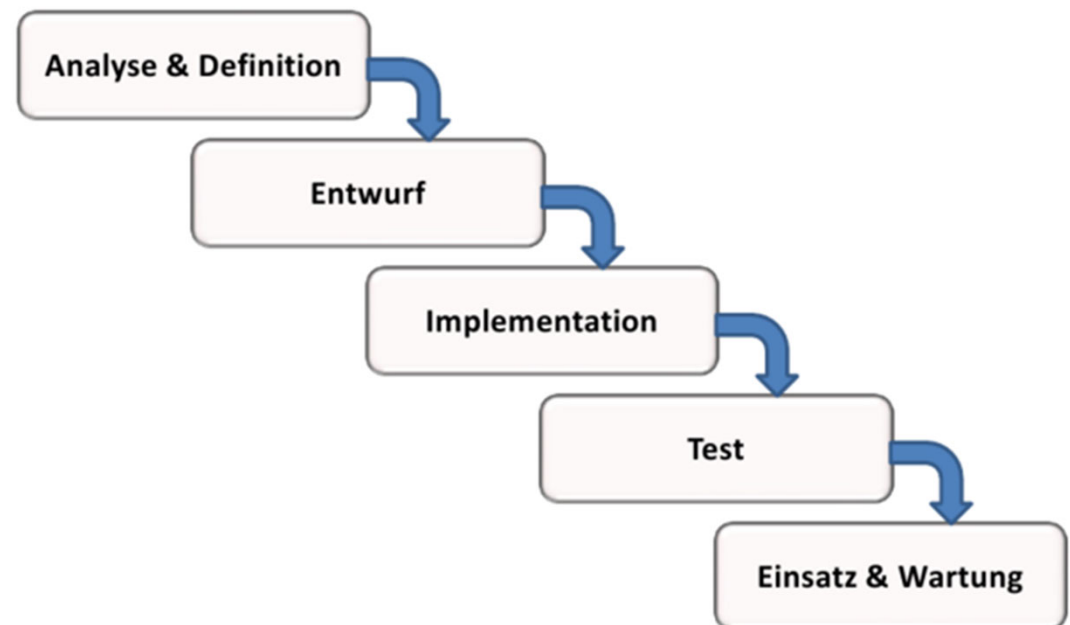 Analyse & Definition
Entwurf
Implementation
Test
Einsatz & Wartung